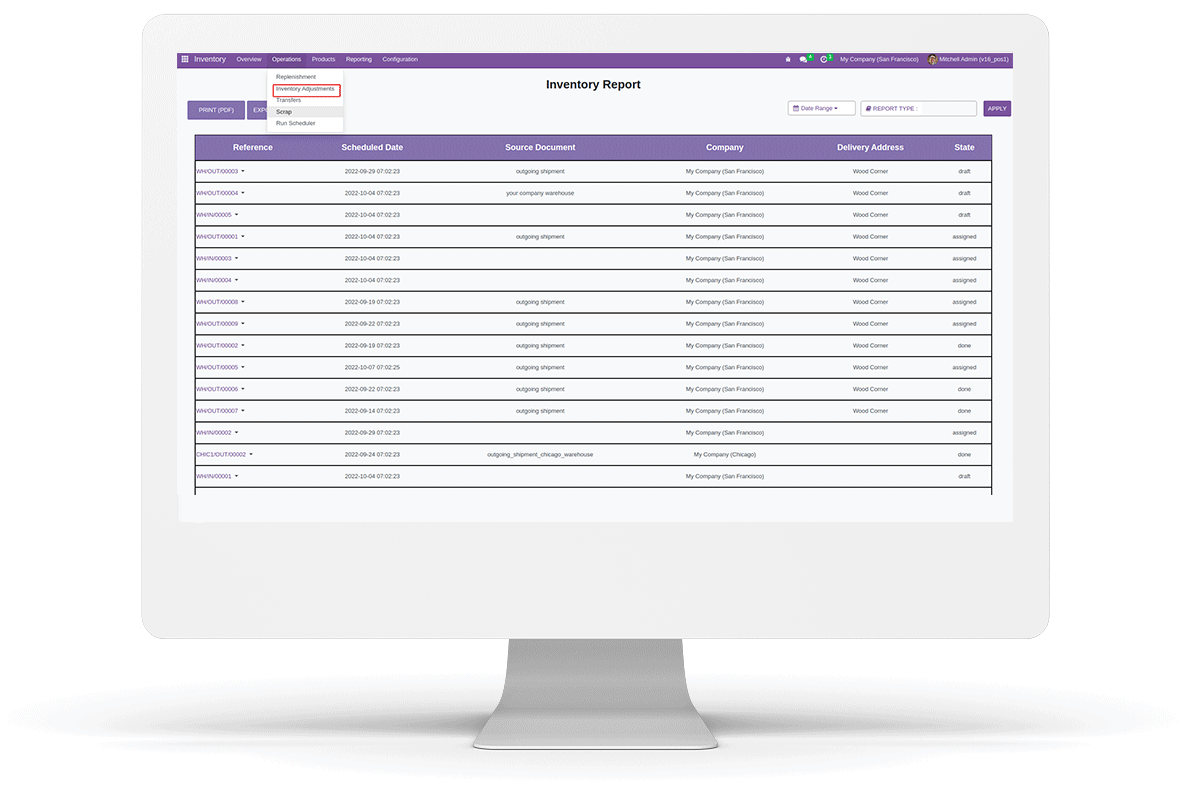 Inventory Overview Operations Products Reporting Configuration 4 3 My Company (San Francisco) Mitchell Admin (v16_pos1)
Replenishment
Inventory Adjustments
Transfers
Scrap
Run Scheduler
Inventory Report
PRINT (PDF) Date Range REPORT TYPE : APPLY
Reference Scheduled Date Source Document Company Delivery Address State
WH/OUT/00003 2022-09-29 07:02:23 outgoing shipment My Company (San Francisco) Wood Corner draft
WH/OUT/00004 2022-10-04 07:02:23 your company warehouse My Company (San Francisco) Wood Corner draft
WH/IN/00005 2022-10-04 07:02:23 My Company (San Francisco) Wood Corner draft
WH/OUT/00001 2022-10-04 07:02:23 outgoing shipment My Company (San Francisco) Wood Corner assigned
WH/IN/00003 2022-10-04 07:02:23 My Company (San Francisco) Wood Corner assigned
WH/IN/00004 2022-10-04 07:02:23 My Company (San Francisco) Wood Corner assigned
WH/OUT/00008 2022-09-19 07:02:23 outgoing shipment My Company (San Francisco) Wood Corner assigned
WH/OUT/00009 2022-09-22 07:02:23 outgoing shipment My Company (San Francisco) Wood Corner assigned
WH/OUT/00002 2022-09-19 07:02:23 outgoing shipment My Company (San Francisco) Wood Corner done
WH/OUT/00005 2022-10-07 07:02:25 outgoing shipment My Company (San Francisco) Wood Corner assigned
WH/OUT/00006 2022-09-22 07:02:23 outgoing shipment My Company (San Francisco) Wood Corner done
WH/OUT/00007 2022-09-14 07:02:23 outgoing shipment My Company (San Francisco) Wood Corner done
WH/IN/00002 2022-09-29 07:02:23 My Company (San Francisco) assigned
CHIC1/OUT/00002 2022-09-24 07:02:23 outgoing_shipment_chicago_warehouse My Company (Chicago) done
WH/IN/00001 2022-10-04 07:02:23 My Company (San Francisco) draft